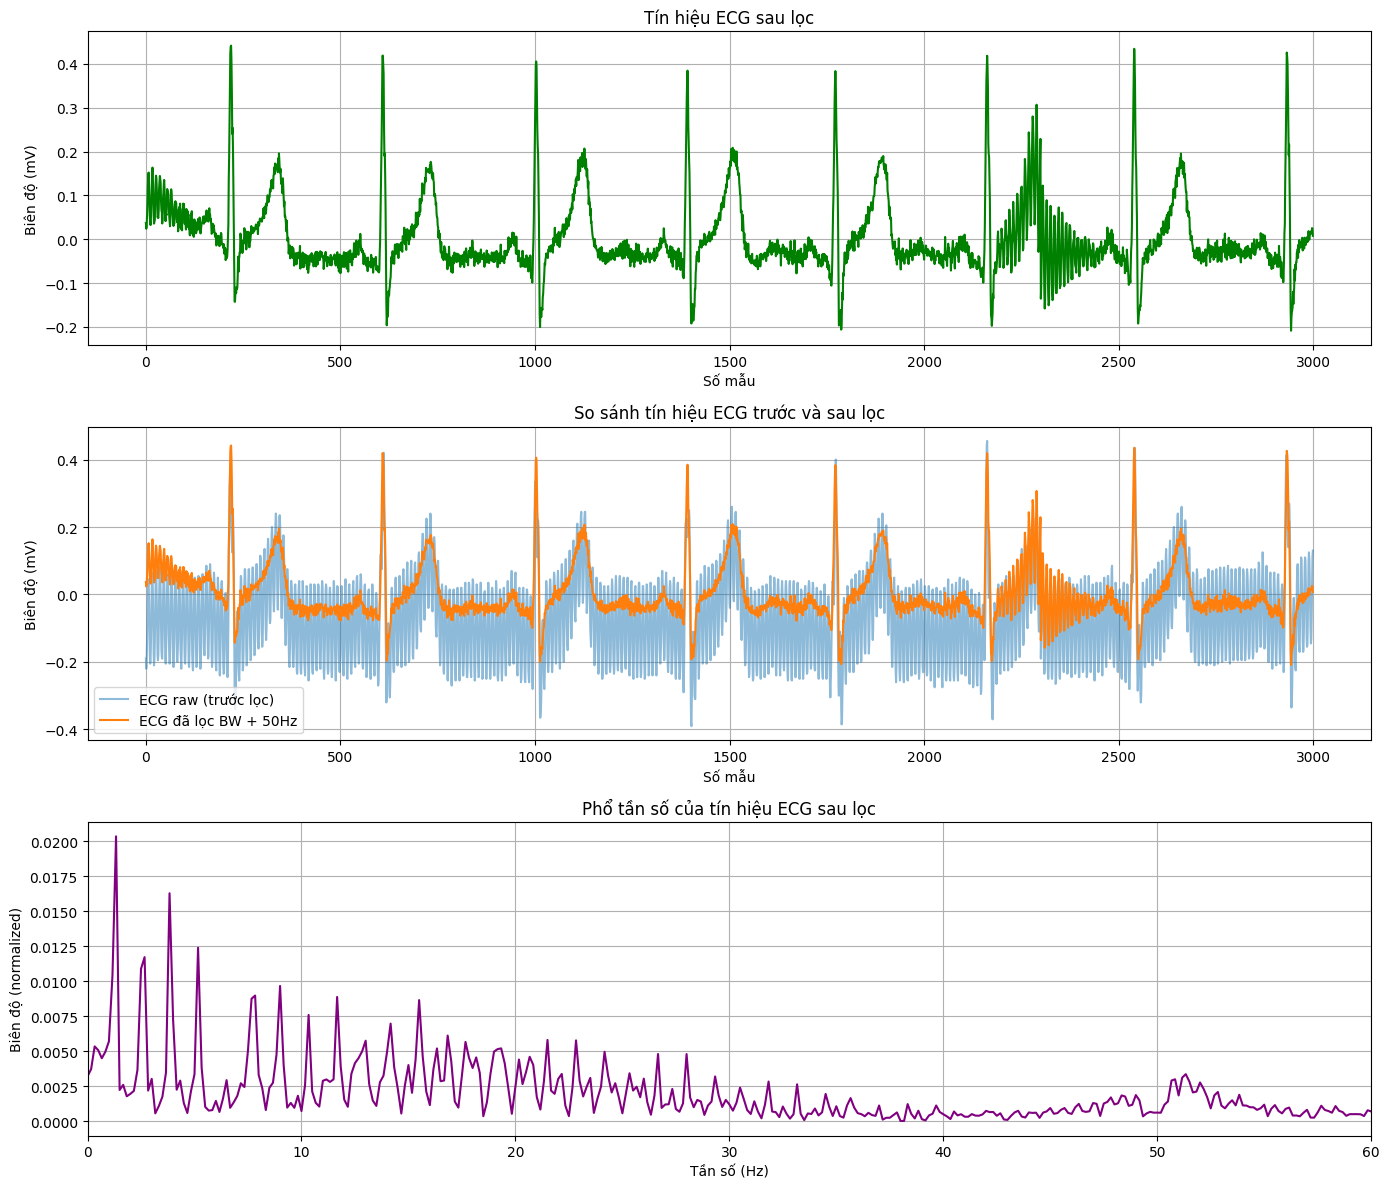 Tín hiệu ECG sau lọc
Biên độ (mV)
0.4
0.3
0.2
0.1
0.0
−0.1
−0.2
0 500 1000 1500 2000 2500 3000
Số mẫu
So sánh tín hiệu ECG trước và sau lọc
Biên độ (mV)
0.4
0.2
0.0
−0.2
−0.4
ECG raw (trước lọc)
ECG đã lọc BW + 50Hz
0 500 1000 1500 2000 2500 3000
Số mẫu
Phổ tần số của tín hiệu ECG sau lọc
Biên độ (normalized)
0.0200
0.0175
0.0150
0.0125
0.0100
0.0075
0.0050
0.0025
0.0000
0 10 20 30 40 50 60
Tần số (Hz)